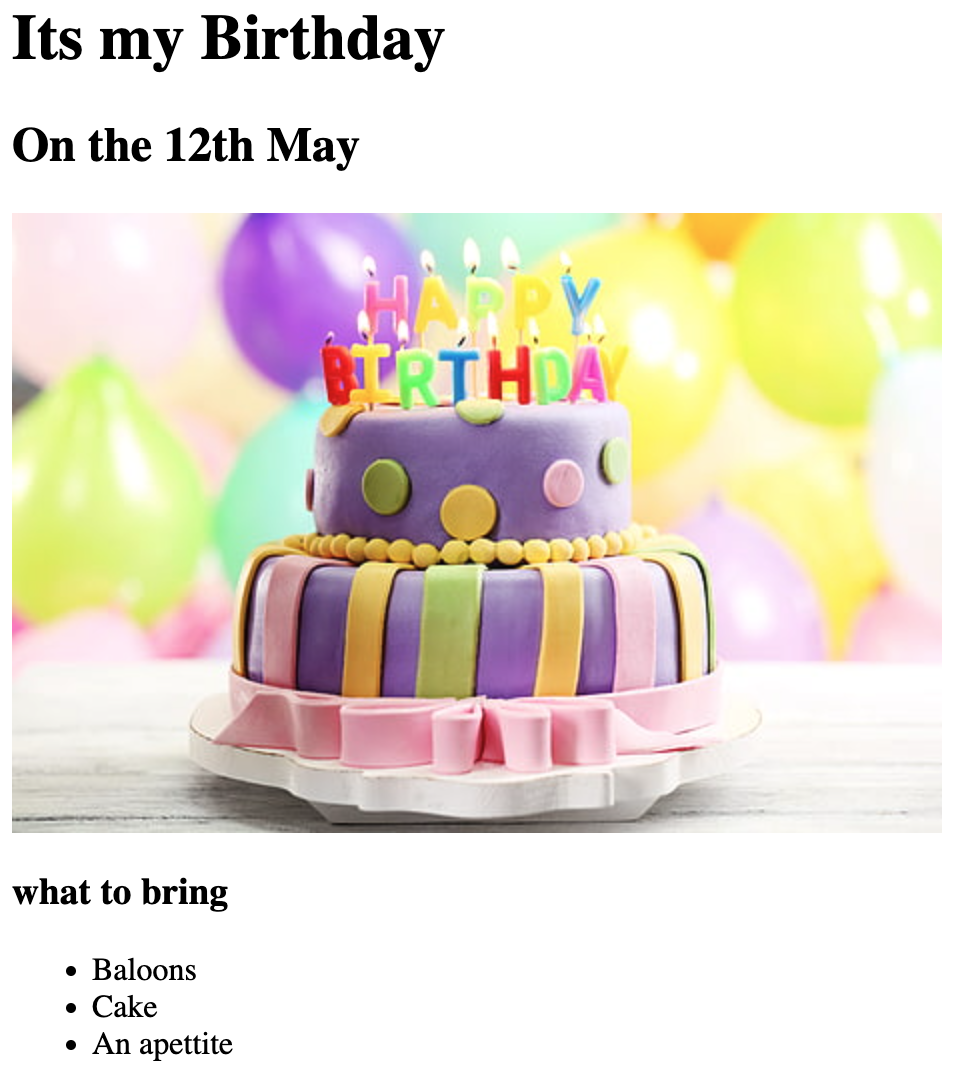 Its my Birthday
On the 12th May
HAPPY
BIRTHDAY
what to bring
Baloons
Cake
An apettite